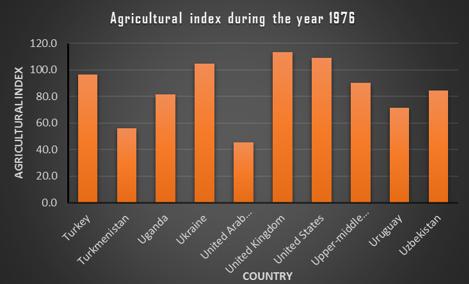 Agricultural index during the year 1976
AGRICULTURAL INDEX
120.0
100.0
80.0
60.0
40.0
20.0
0.0
Turkey
Turkmenistan
Uganda
Ukraine
United Arab...
United Kingdom
United States
Upper-middle...
Uruguay
Uzbekistan
COUNTRY